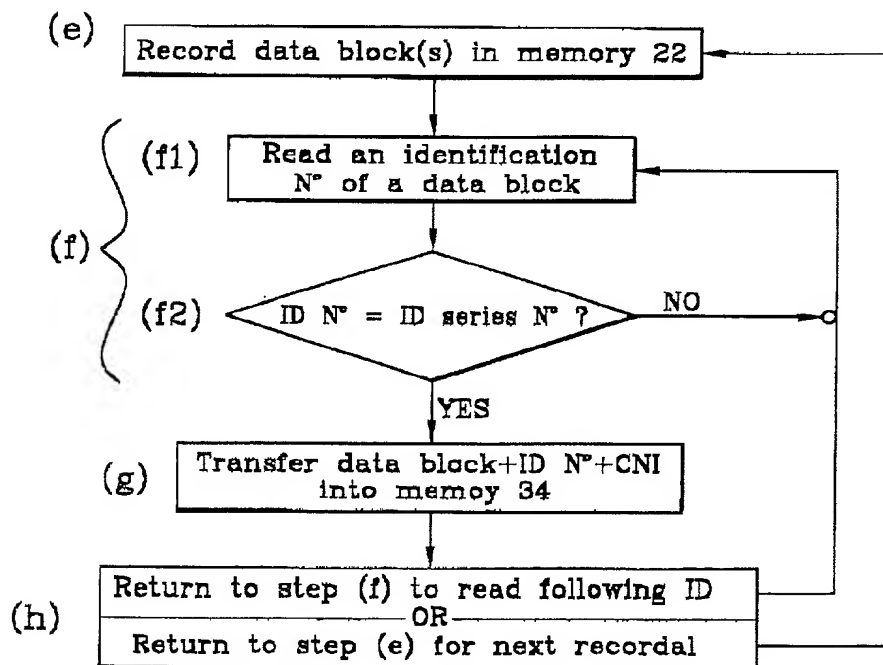 (e)
Record data block(s) in memory 22
(f)
(f1)
Read an identification
N° of a data block
(f2)
ID N° = ID series N° ?
NO
YES
(g)
Transfer data block+ID N°+CNI
into memoy 34
(h)
Return to step (f) to read following ID
OR
Return to step (e) for next recordal